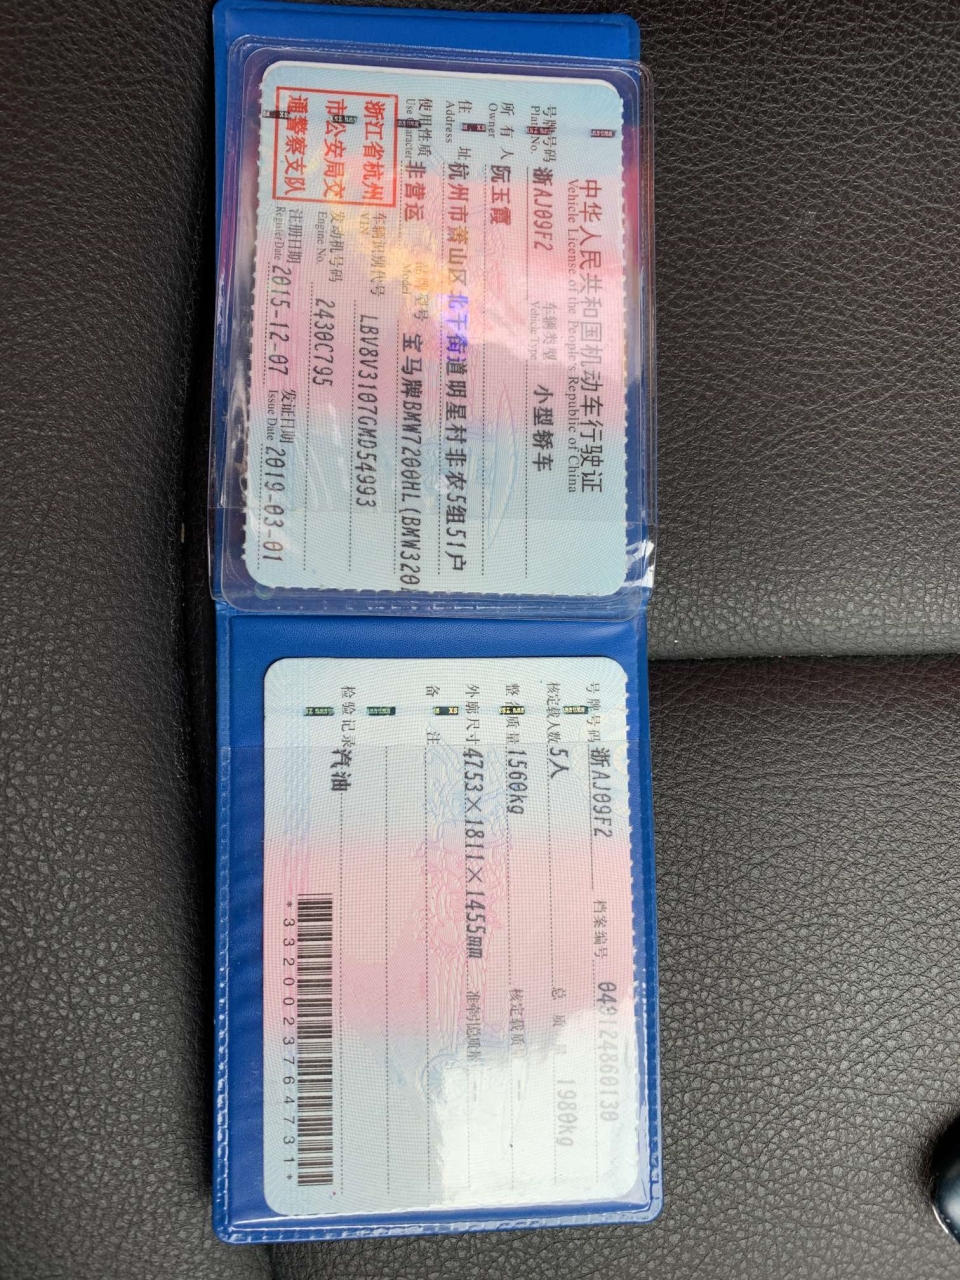 中华人民共和国机动车行驶证
Vehicle License of the People's Republic of China
号牌号码 浙AJ09F2 车辆类型 小型轿车
Plate No. Vehicle Type
所有人 阮玉霞
Owner
住址 杭州市萧山区北干街道明星村非农5组51户
Address
使用性质 非营运 品牌型号 宝马牌BMW7200HL(BMW320
Use Character Model
浙江省杭州
市公安局交
通警察支队
车辆识别代号 LBV8V3107GMD54993
VIN
发动机号码 2430C795
Engine No.
注册日期 2015-12-07 发证日期 2019-03-01
Register Date Issue Date
号牌号码 浙AJ09F2 档案编号
核定载人数 5人 总质 1980kg
整备质量 1560kg 核定载质
外廓尺寸 4753×1811×1455mm 准牵引总质 --
备注
检验记录 汽油
*3320023764731*